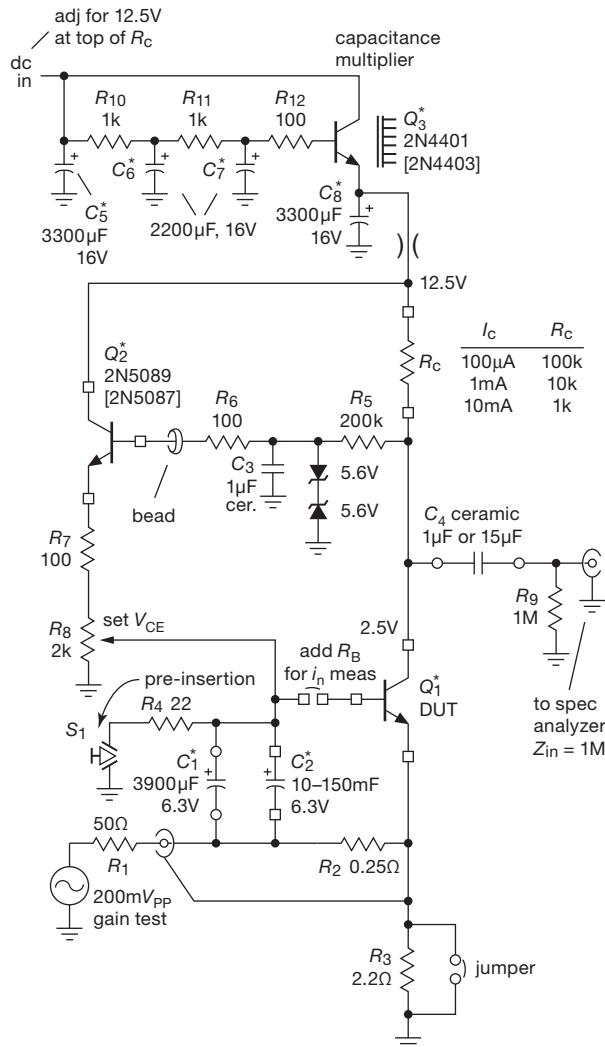 adj for 12.5V
at top of Rc
dc
in
capacitance
multiplier
R10
1k
R11
1k
R12
100
Q3*
2N4401
[2N4403]
C5*
3300μF
16V
C6*
C7*
2200μF, 16V
C8*
3300μF
16V
12.5V
Rc
Ic Rc
100μA 100k
1mA 10k
10mA 1k
Q2*
2N5089
[2N5087]
bead
R6
100
R5
200k
C3
1μF
cer.
5.6V
5.6V
C4 ceramic
1μF or 15μF
R9
1M
R7
100
R8
2k
set VCE
2.5V
add RB
for in meas
Q1*
DUT
to spec
analyzer
Zin = 1M
pre-insertion
S1
R4 22
C1*
3900μF
6.3V
C2*
10–150mF
6.3V
50Ω
R1
R2 0.25Ω
200mVPP
gain test
R3
2.2Ω
jumper